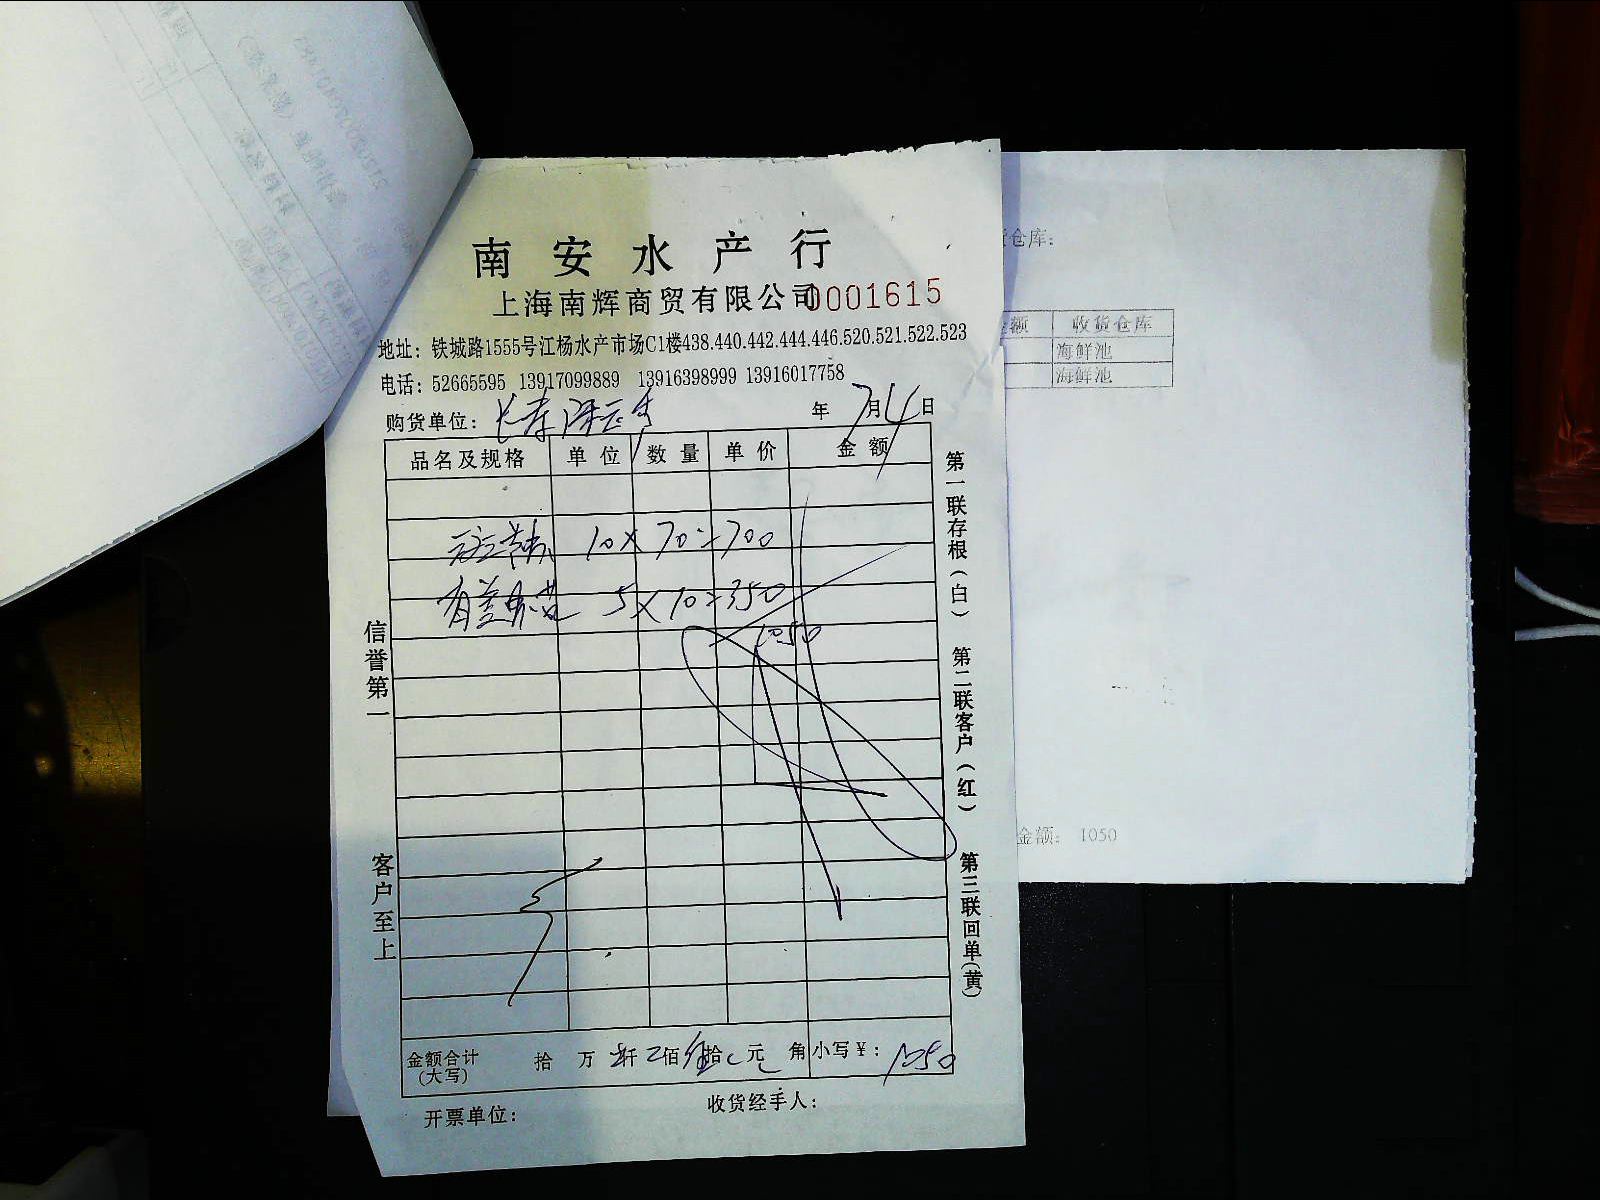 南安水产行
上海南辉商贸有限公司 0001615
地址：铁城路1555号江杨水产市场C1楼438.440.442.444.446.520.521.522.523
电话：52665595 13917099889 13916398999 13916017758
购货单位：长寿 年7月4日
品名及规格 单位 数量 单价 金额
10×70=700
5×70=350
1050
金额合计（大写） 拾 万 仟 佰 拾 元 角 小写¥：1050
开票单位： 收货经手人：
信誉第一
客户至上
第一联存根（白） 第二联客户（红） 第三联回单（黄）
仓库：
额 收货仓库
海鲜池
海鲜池
金额： 1050